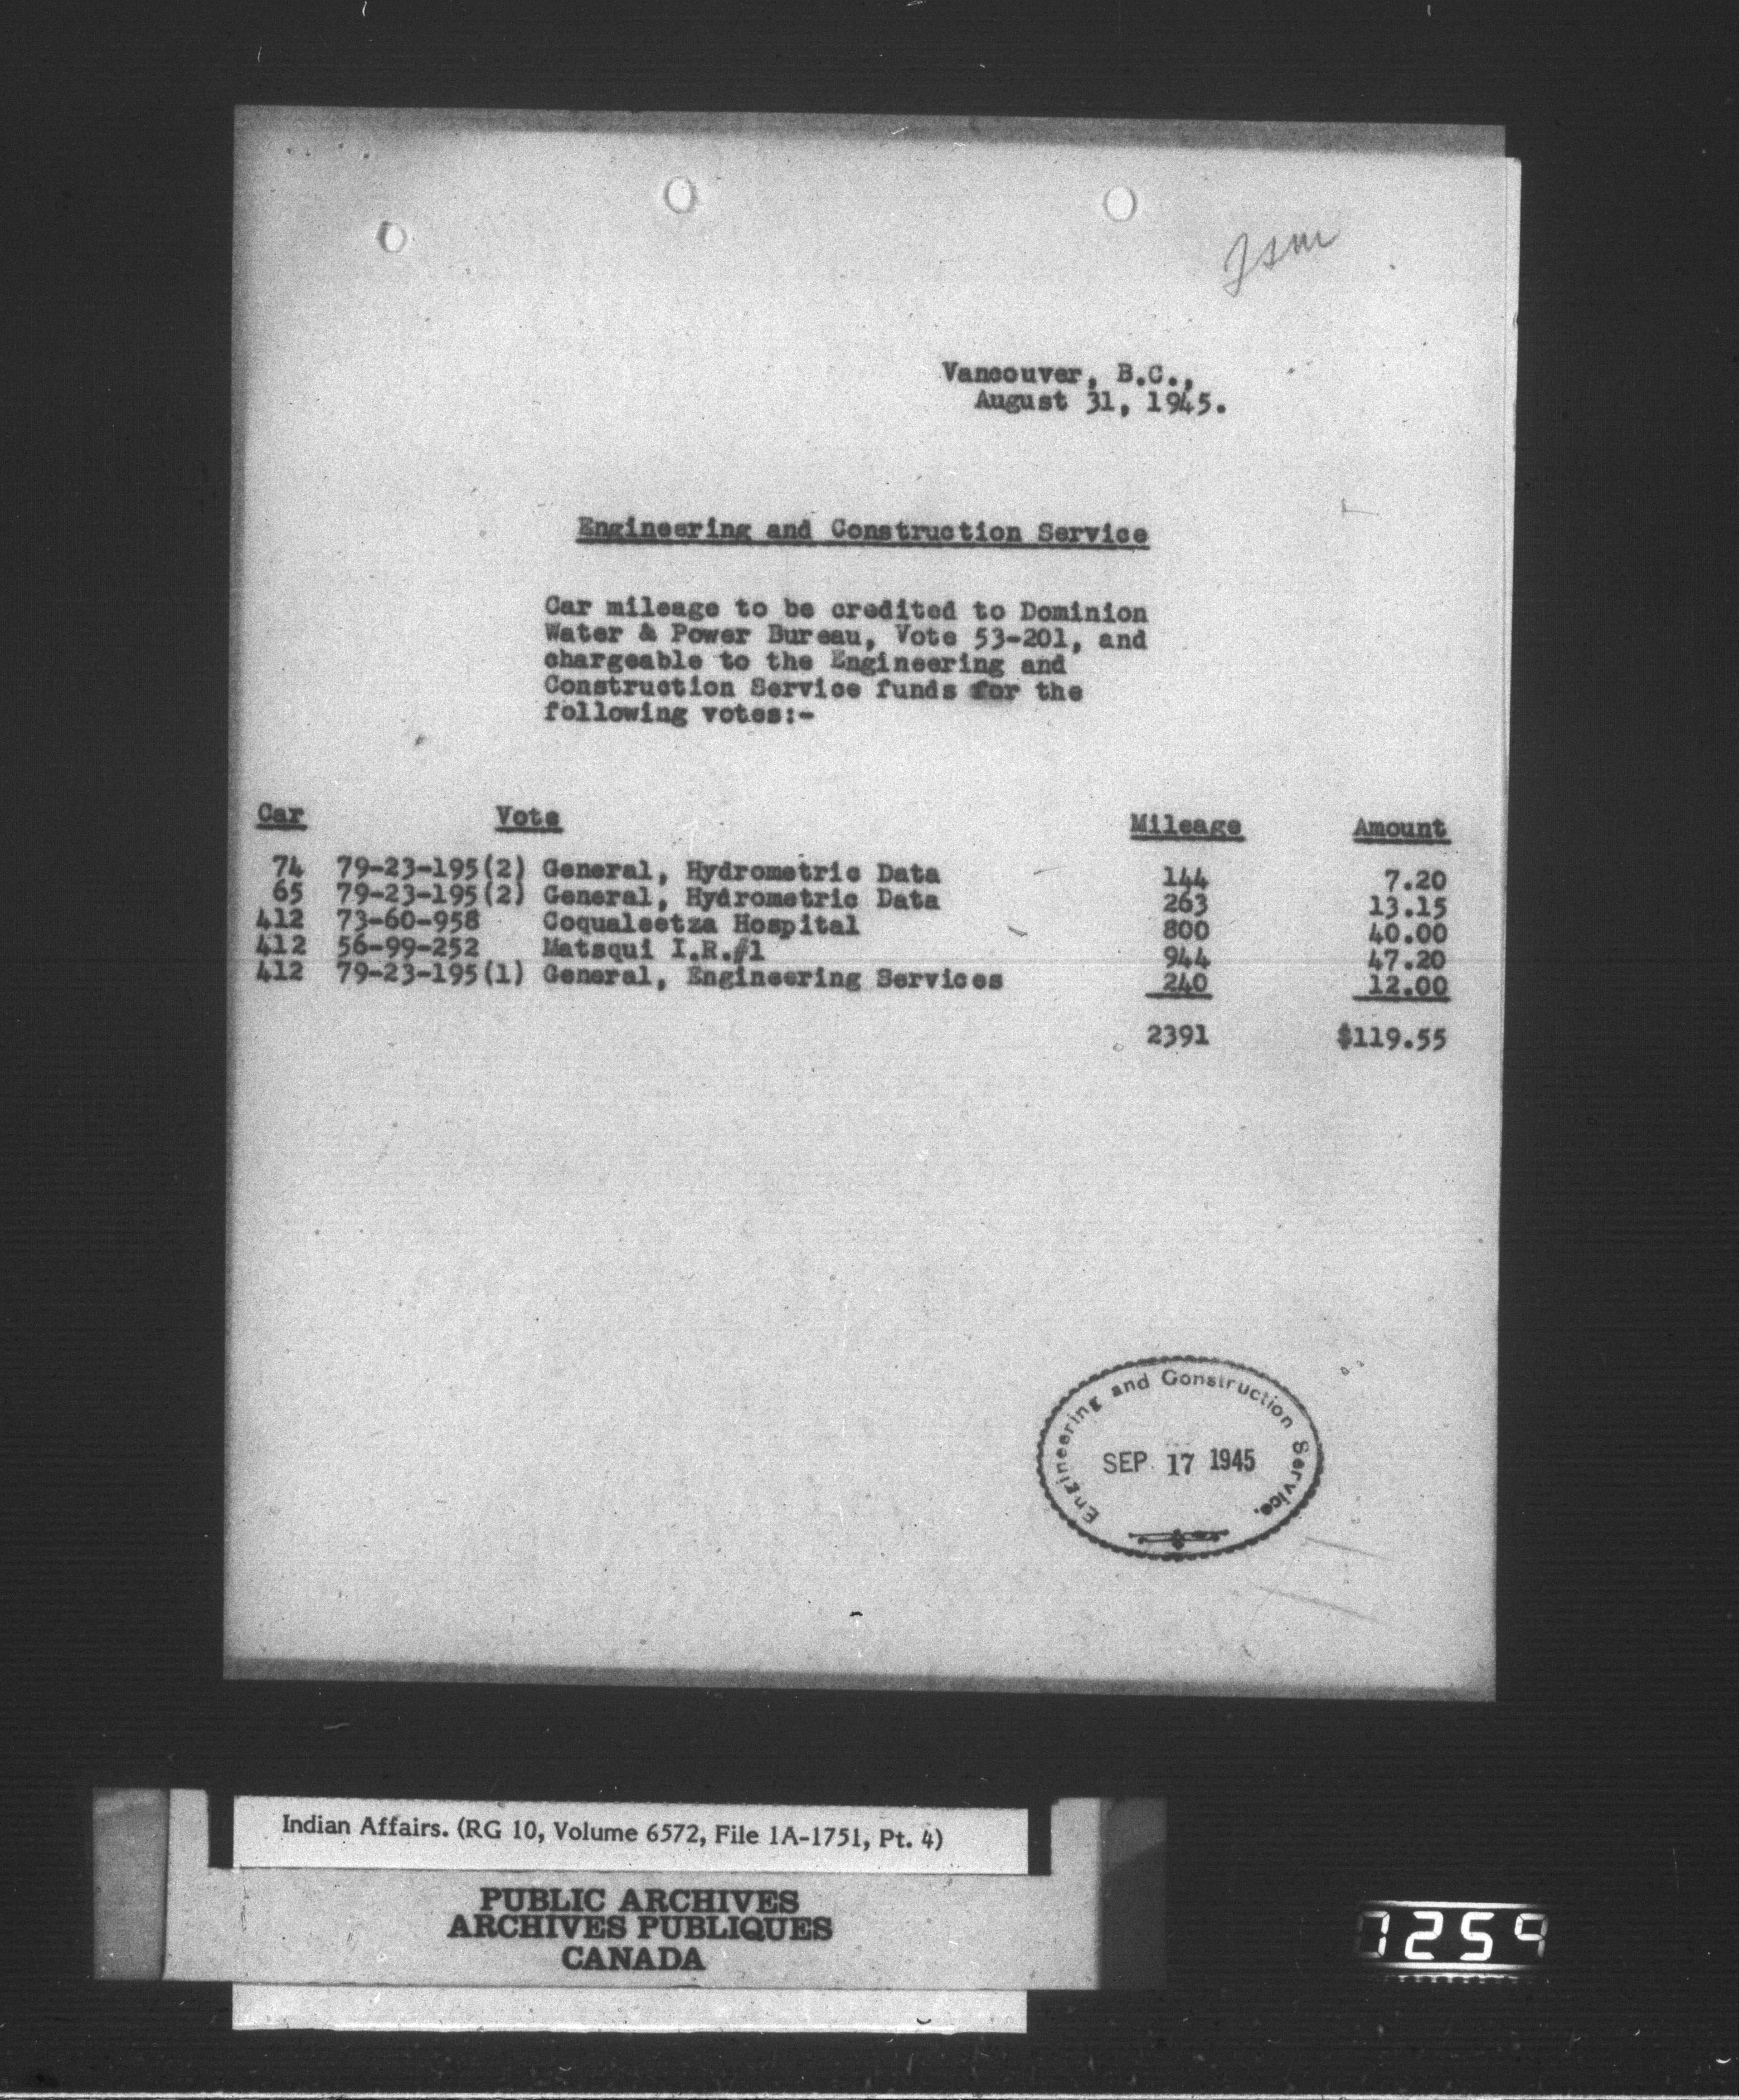 Vancouver, B.C.,
August 31, 1945.
Engineering and Construction Service
Car mileage to be credited to Dominion
Water & Power Bureau, Vote 53-201, and
chargeable to the Engineering and
Construction Service funds for the
following votes:-
Car Vote Mileage Amount
74 79-23-195(2) General, Hydrometric Data 144 7.20
65 79-23-195(2) General, Hydrometric Data 263 13.15
412 73-60-958 Coqualeetza Hospital 800 40.00
412 56-99-252 Matsqui I.R.#1 944 47.20
412 79-23-195(1) General, Engineering Services 240 12.00
2391 $119.55
Engineering and Construction Service.
SEP. 17 1945
Indian Affairs. (RG 10, Volume 6572, File 1A-1751, Pt. 4)
PUBLIC ARCHIVES
ARCHIVES PUBLIQUES
CANADA